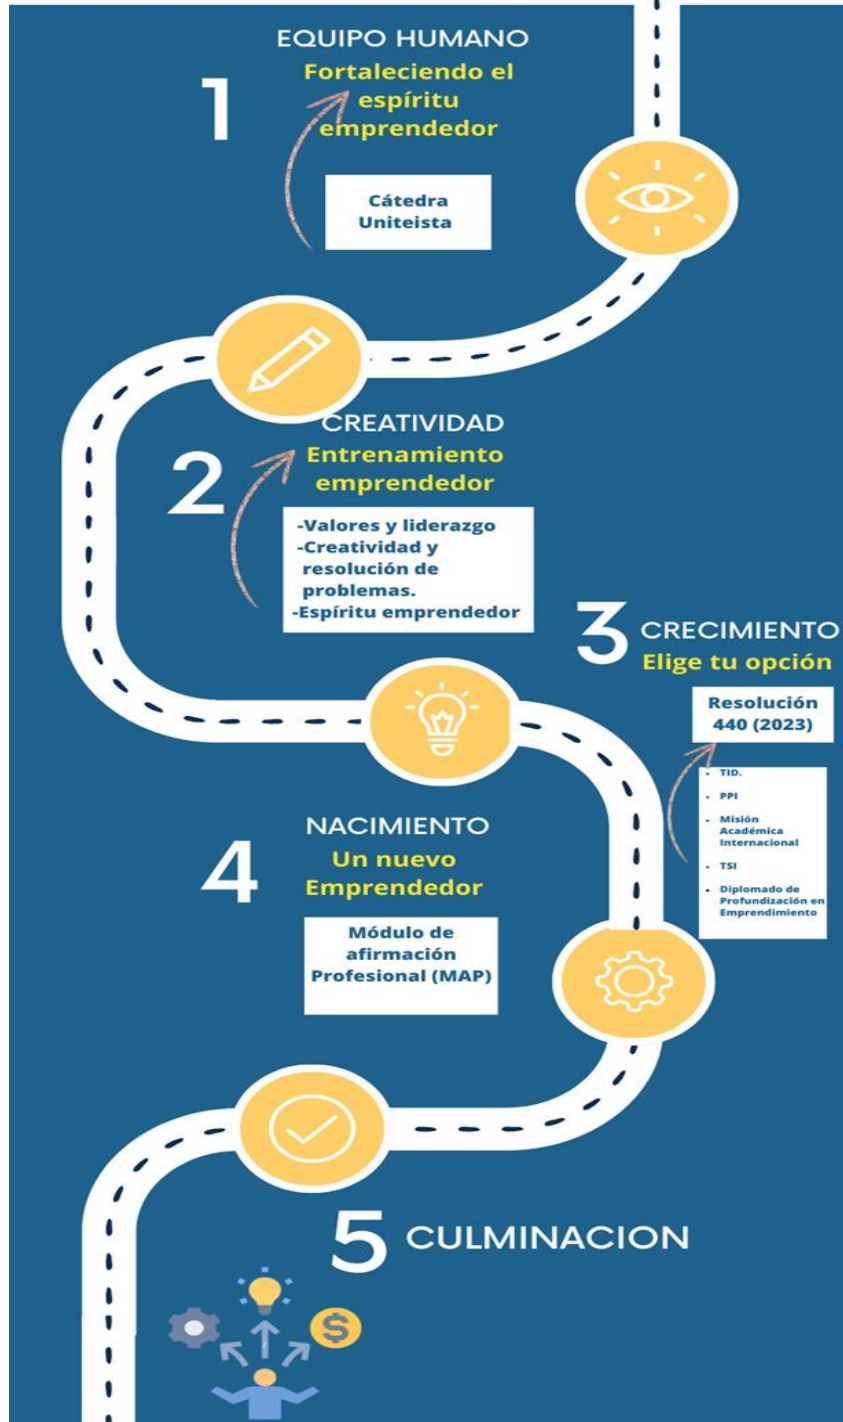 EQUIPO HUMANO
1
Fortaleciendo el
espíritu
emprendedor
Cátedra
Uniteista
CREATIVIDAD
2
Entrenamiento
emprendedor
-Valores y liderazgo
-Creatividad y
resolución de
problemas.
-Espíritu emprendedor
3
CRECIMIENTO
Elige tu opción
Resolución
440 (2023)
- TID.
- PPI
- Misión
Académica
Internacional
- TSI
• Diplomado de
Profundización en
Emprendimiento
NACIMIENTO
4
Un nuevo
Emprendedor
Módulo de
afirmación
Profesional (MAP)
5 CULMINACION
$